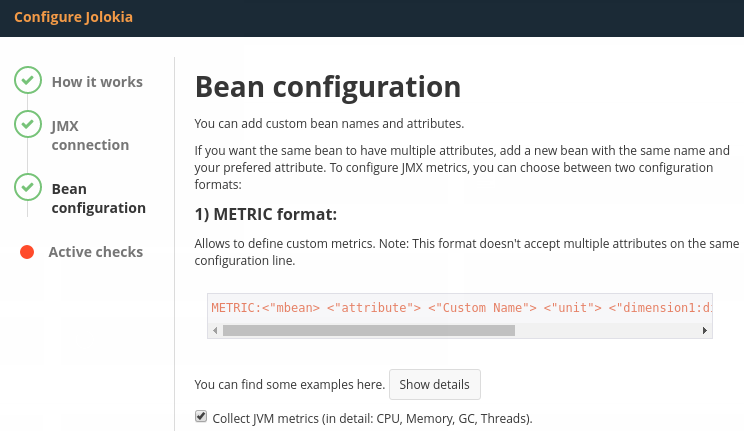 Configure Jolokia
How it works
JMX
connection
Bean
configuration
Active checks
Bean configuration
You can add custom bean names and attributes.
If you want the same bean to have multiple attributes, add a new bean with the same name and
your prefered attribute. To configure JMX metrics, you can choose between two configuration
formats:
1) METRIC format:
Allows to define custom metrics. Note: This format doesn't accept multiple attributes on the same
configuration line.
METRIC:<"mbean> <"attribute"> <"Custom Name"> <"unit"> <"dimension1:di
You can find some examples here. Show details
Collect JVM metrics (in detail: CPU, Memory, GC, Threads).